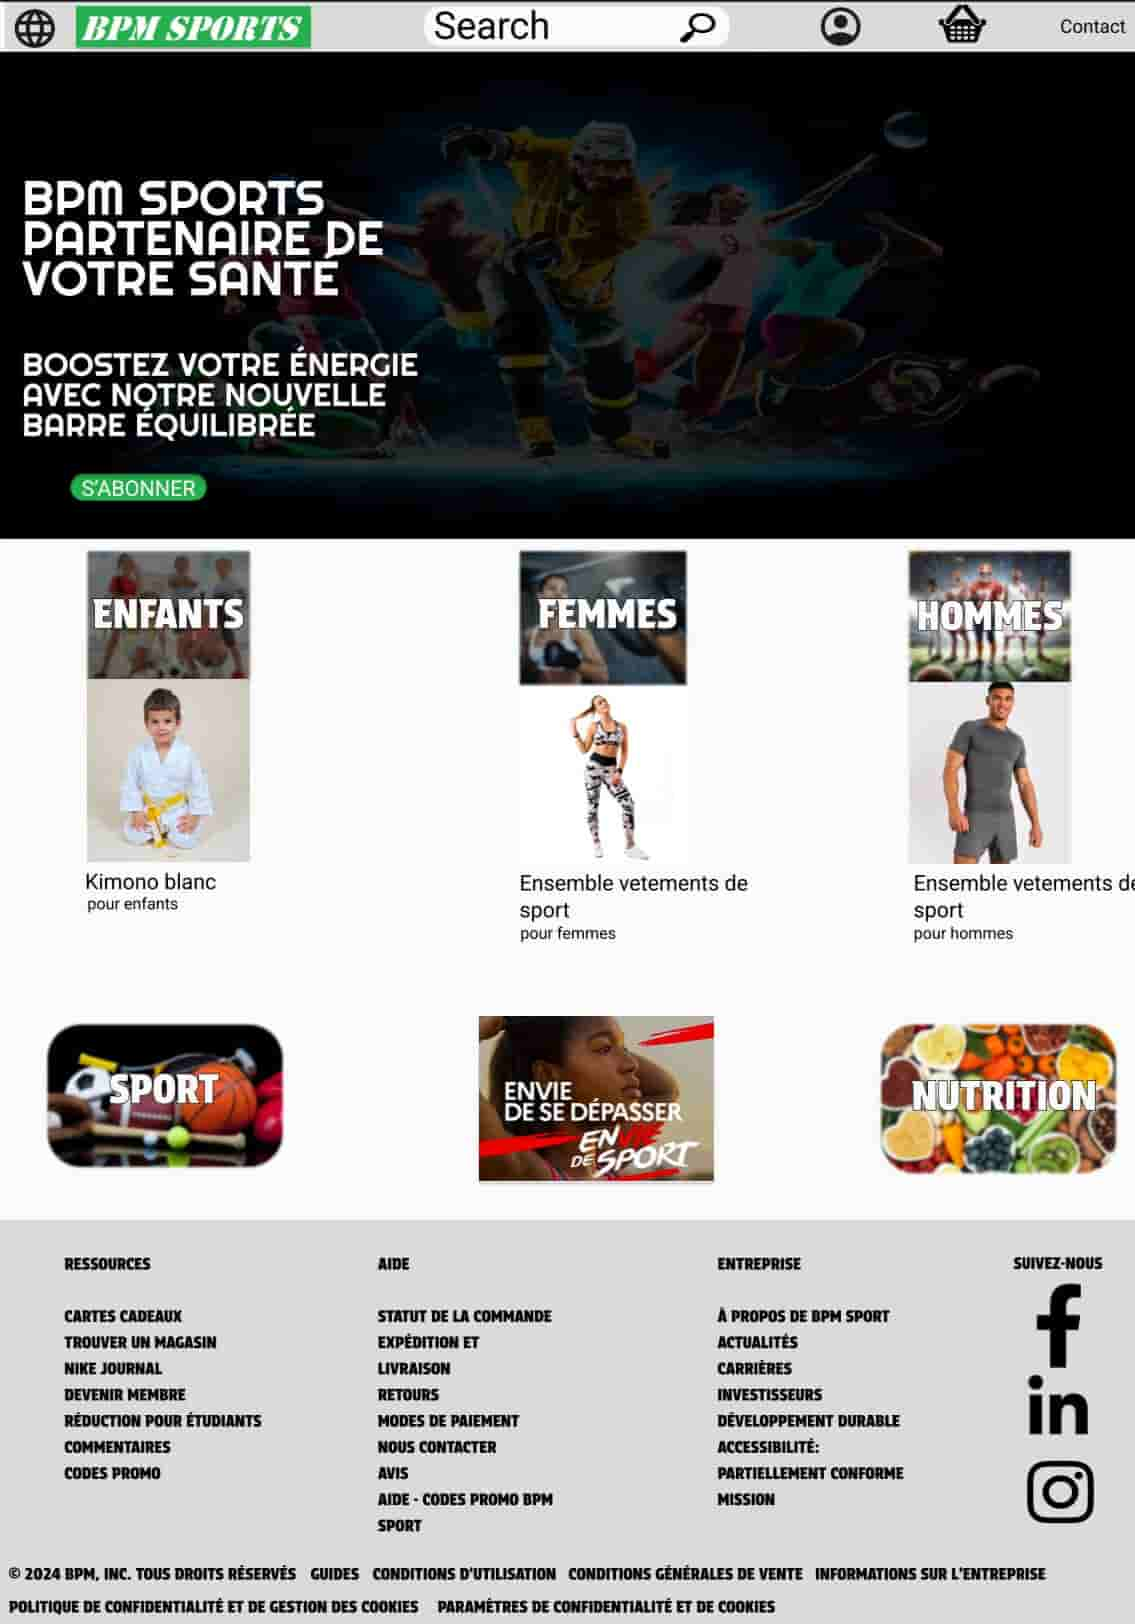 BPM SPORTS
Search
Contact
BPM SPORTS
PARTENAIRE DE
VOTRE SANTÉ
BOOSTEZ VOTRE ÉNERGIE
AVEC NOTRE NOUVELLE
BARRE ÉQUILIBRÉE
S'ABONNER
ENFANTS
FEMMES
HOMMES
Kimono blanc
pour enfants
Ensemble vetements de
sport
pour femmes
Ensemble vetements de
sport
pour hommes
SPORT
ENVIE
DE SE DÉPASSER
ENVIE
DE SPORT
NUTRITION
RESSOURCES
CARTES CADEAUX
TROUVER UN MAGASIN
NIKE JOURNAL
DEVENIR MEMBRE
RÉDUCTION POUR ÉTUDIANTS
COMMENTAIRES
CODES PROMO
AIDE
STATUT DE LA COMMANDE
EXPÉDITION ET
LIVRAISON
RETOURS
MODES DE PAIEMENT
NOUS CONTACTER
AVIS
AIDE - CODES PROMO BPM
SPORT
ENTREPRISE
À PROPOS DE BPM SPORT
ACTUALITÉS
CARRIÈRES
INVESTISSEURS
DÉVELOPPEMENT DURABLE
ACCESSIBILITÉ:
PARTIELLEMENT CONFORME
MISSION
SUIVEZ-NOUS
© 2024 BPM, INC. TOUS DROITS RÉSERVÉS GUIDES CONDITIONS D'UTILISATION CONDITIONS GÉNÉRALES DE VENTE INFORMATIONS SUR L'ENTREPRISE
POLITIQUE DE CONFIDENTIALITÉ ET DE GESTION DES COOKIES PARAMÈTRES DE CONFIDENTIALITÉ ET DE COOKIES